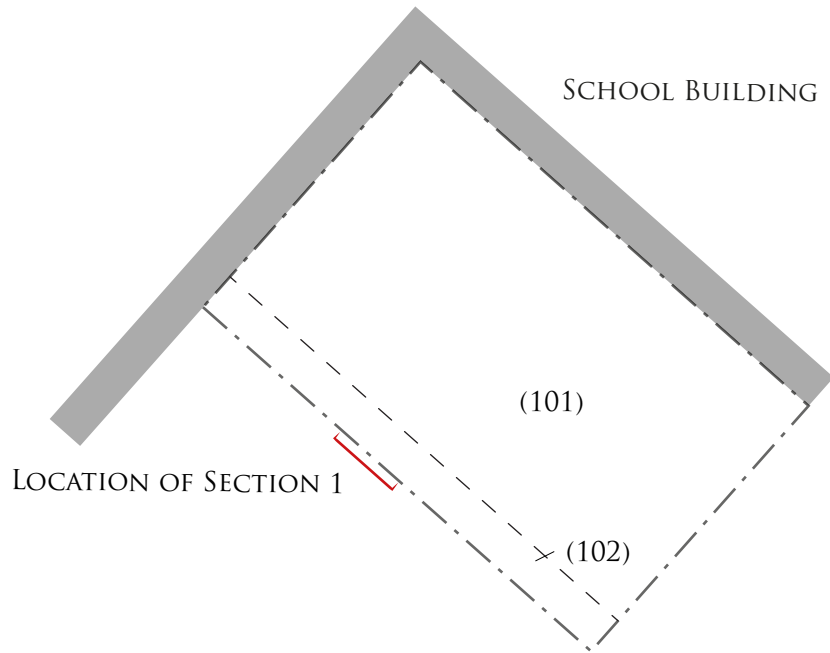 School Building
(101)
Location of Section 1
(102)